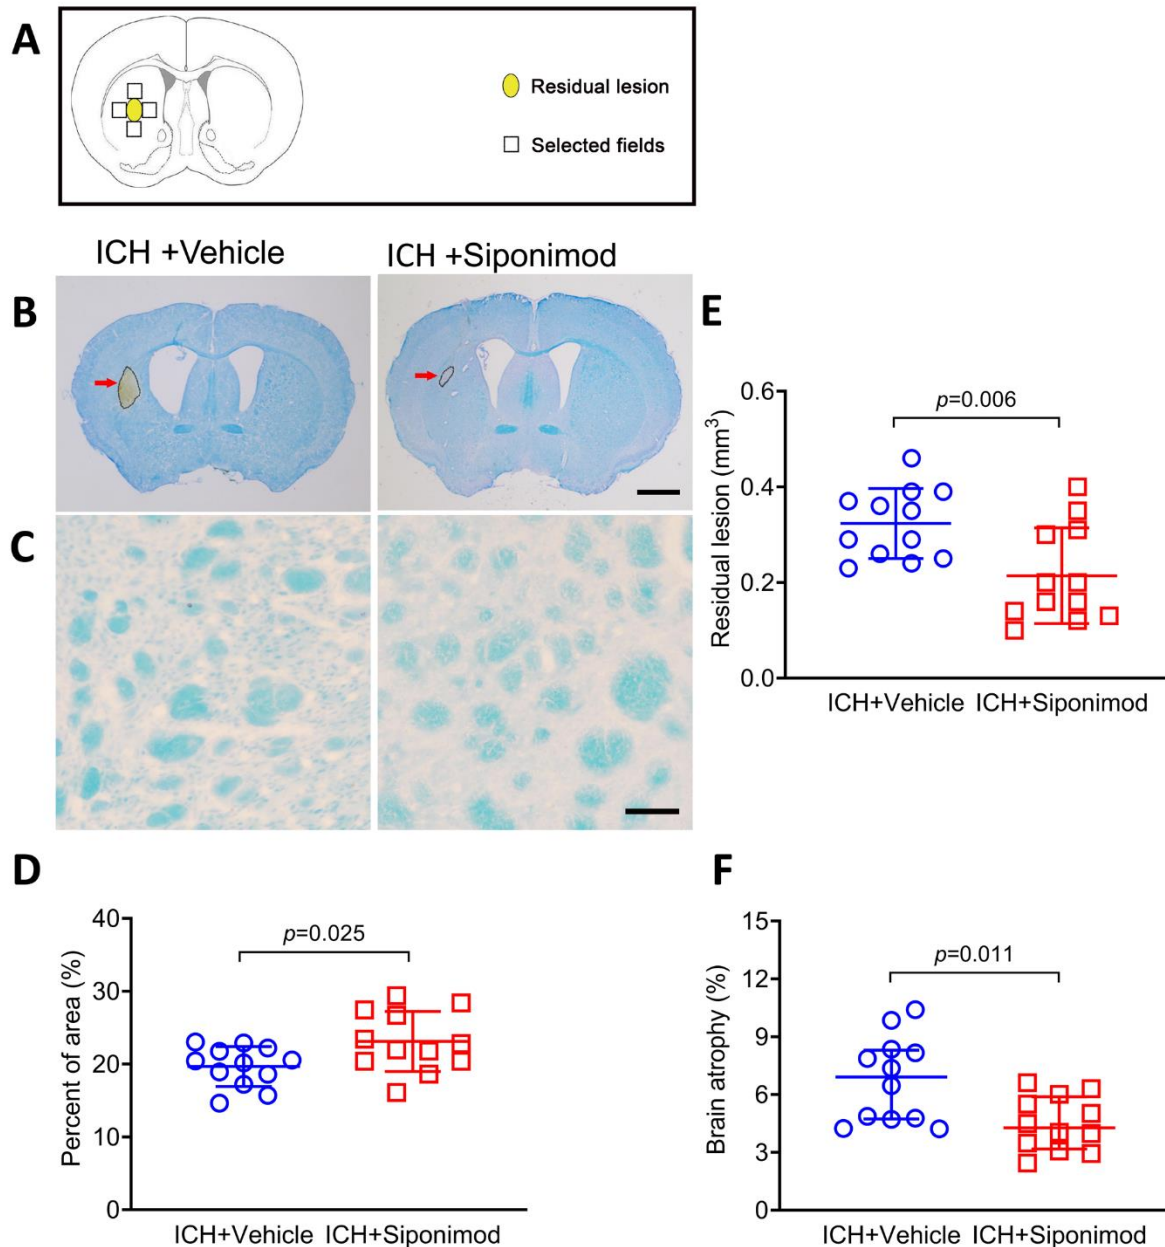 A
Residual lesion
Selected fields
ICH +Vehicle
ICH +Siponimod
B
C
E
Residual lesion (mm³)
0.6
0.4
0.2
0.0
p=0.006
ICH+Vehicle
ICH+Siponimod
D
Percent of area (%)
40
30
20
10
0
p=0.025
ICH+Vehicle
ICH+Siponimod
F
Brain atrophy (%)
15
12
9
6
3
0
p=0.011
ICH+Vehicle
ICH+Siponimod